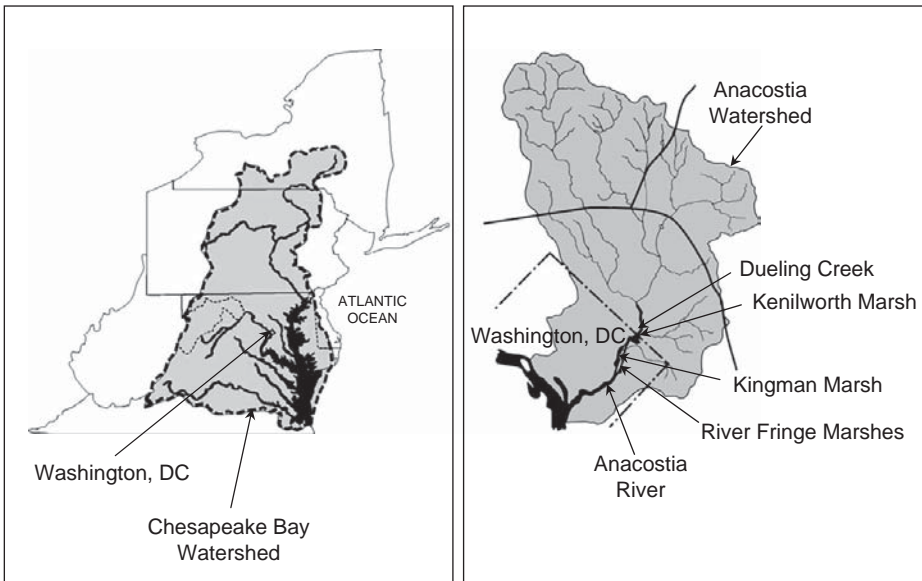 ATLANTIC
OCEAN
Washington, DC
Chesapeake Bay
Watershed
Anacostia
Watershed
Dueling Creek
Kenilworth Marsh
Washington, DC
Kingman Marsh
River Fringe Marshes
Anacostia
River